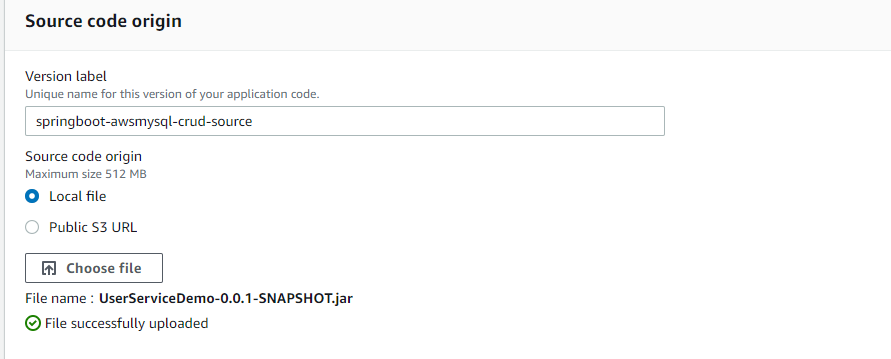 Source code origin
Version label
Unique name for this version of your application code.
springboot-awsmysql-crud-source
Source code origin
Maximum size 512 MB
Local file
Public S3 URL
Choose file
File name : UserServiceDemo-0.0.1-SNAPSHOT.jar
File successfully uploaded